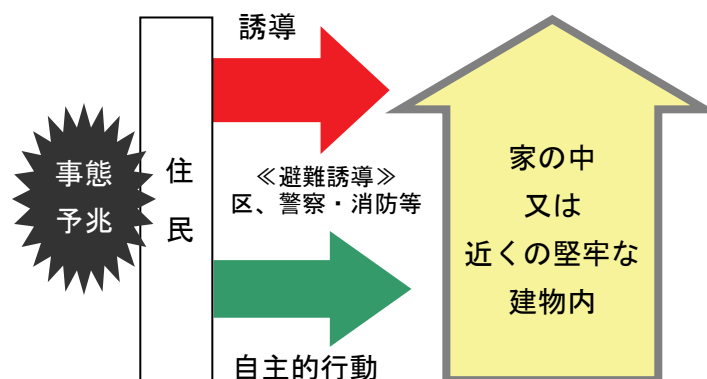 事態
予兆
住
民
誘導
≪避難誘導≫
区、警察・消防等
自主的行動
家の中
又は
近くの堅牢な
建物内